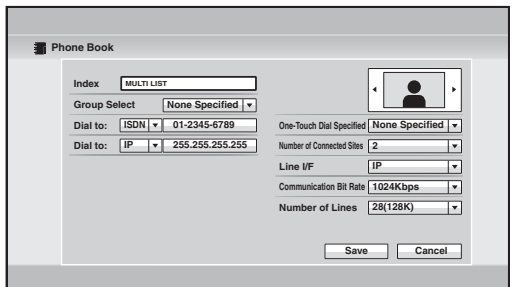 Phone Book
Index MULTI LIST
Group Select None Specified
Dial to: ISDN 01-2345-6789
Dial to: IP 255.255.255.255
One-Touch Dial Specified None Specified
Number of Connected Sites 2
Line I/F IP
Communication Bit Rate 1024Kbps
Number of Lines 28(128K)
Save Cancel